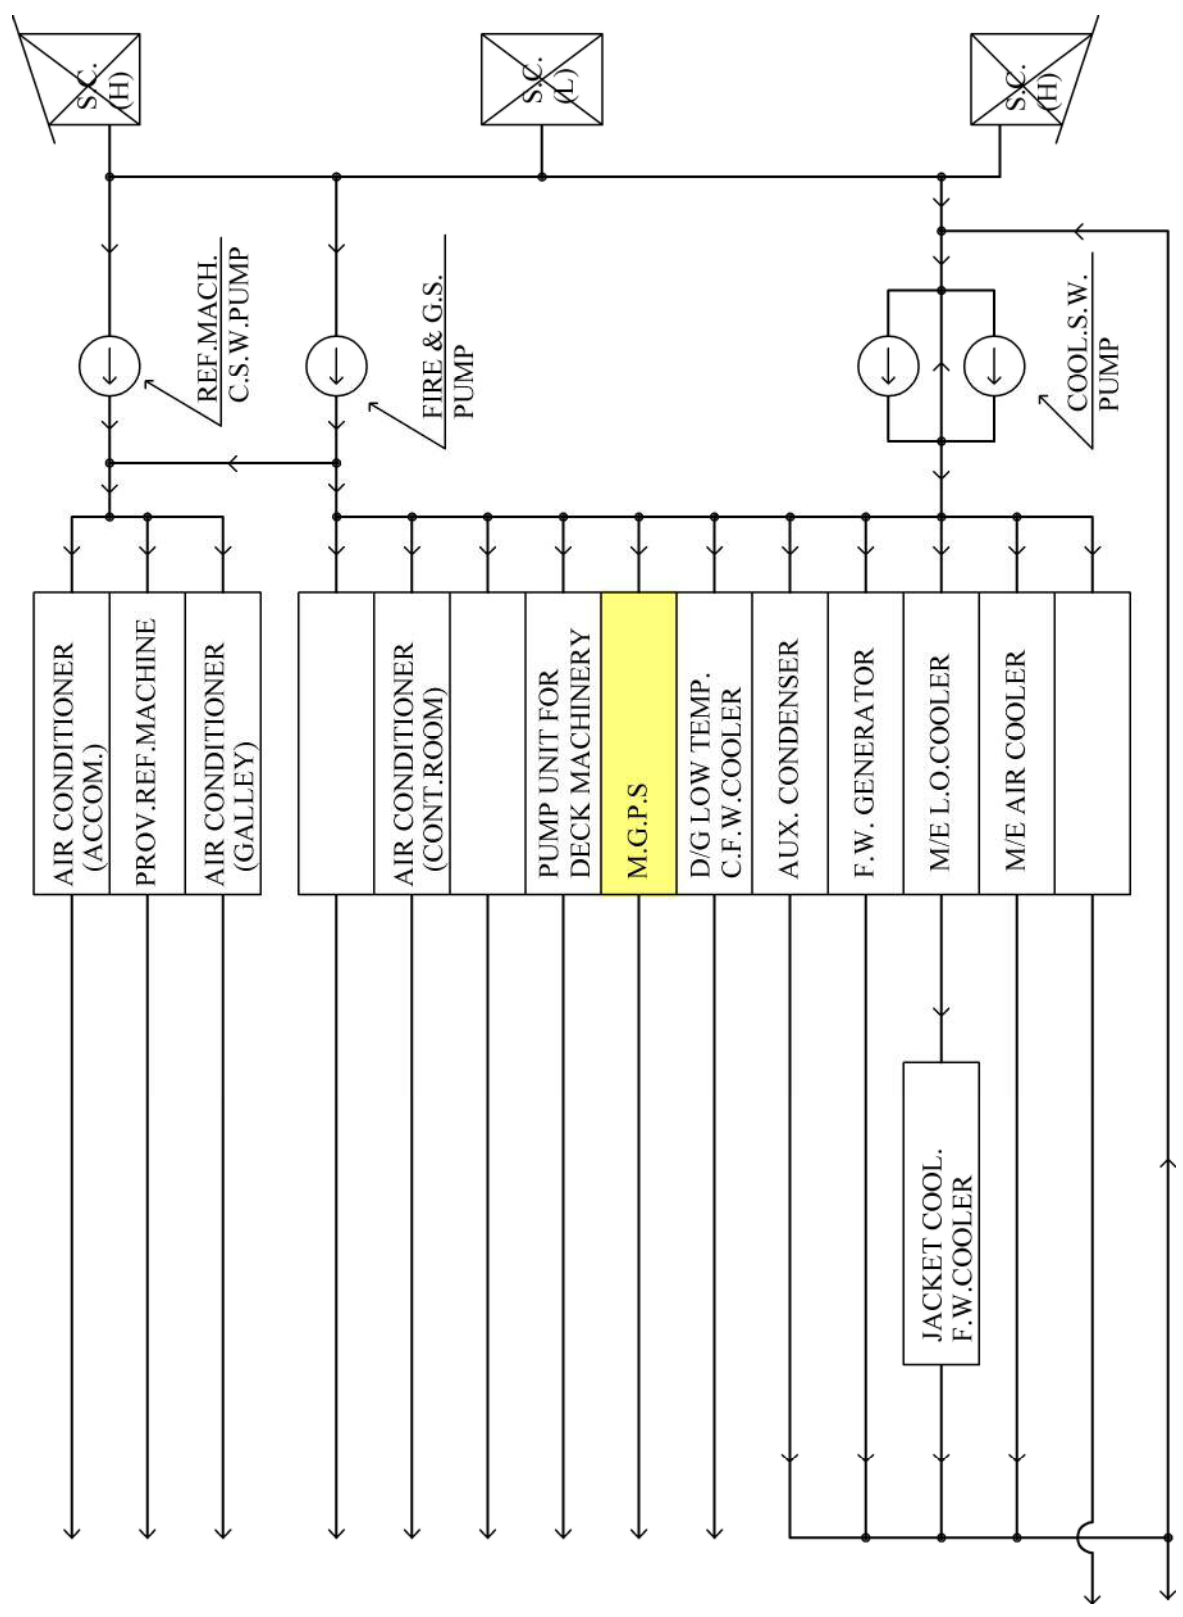 S.C.
(H)
S.C.
(L)
S.C.
(H)
REF.MACH.
C.S.W.PUMP
FIRE & G.S.
PUMP
COOL.S.W.
PUMP
AIR CONDITIONER
(ACCOM.)
PROV.REF.MACHINE
AIR CONDITIONER
(GALLEY)
AIR CONDITIONER
(CONT.ROOM)
PUMP UNIT FOR
DECK MACHINERY
M.G.P.S
D/G LOW TEMP.
C.F.W.COOLER
AUX. CONDENSER
F.W. GENERATOR
M/E L.O.COOLER
M/E AIR COOLER
JACKET COOL.
F.W.COOLER